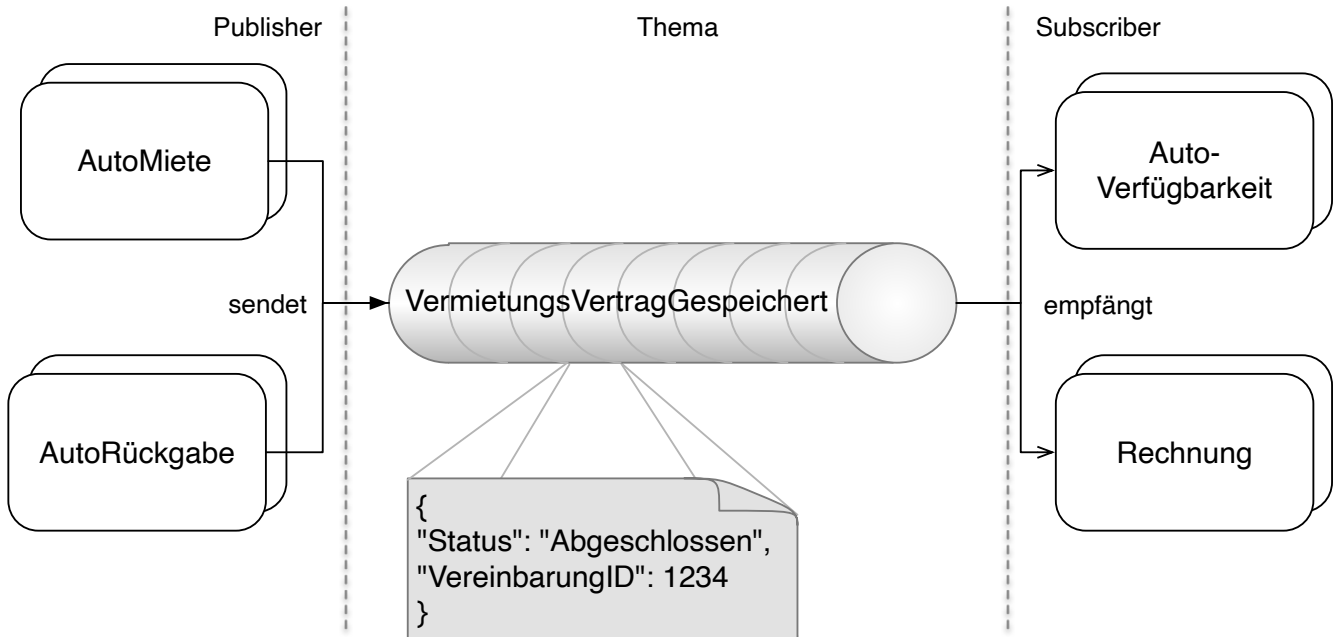 Publisher
Thema
Subscriber
AutoMiete
Auto-
Verfügbarkeit
sendet
VermietungsVertragGespeichert
empfängt
AutoRückgabe
Rechnung
{
"Status": "Abgeschlossen",
"VereinbarungID": 1234
}